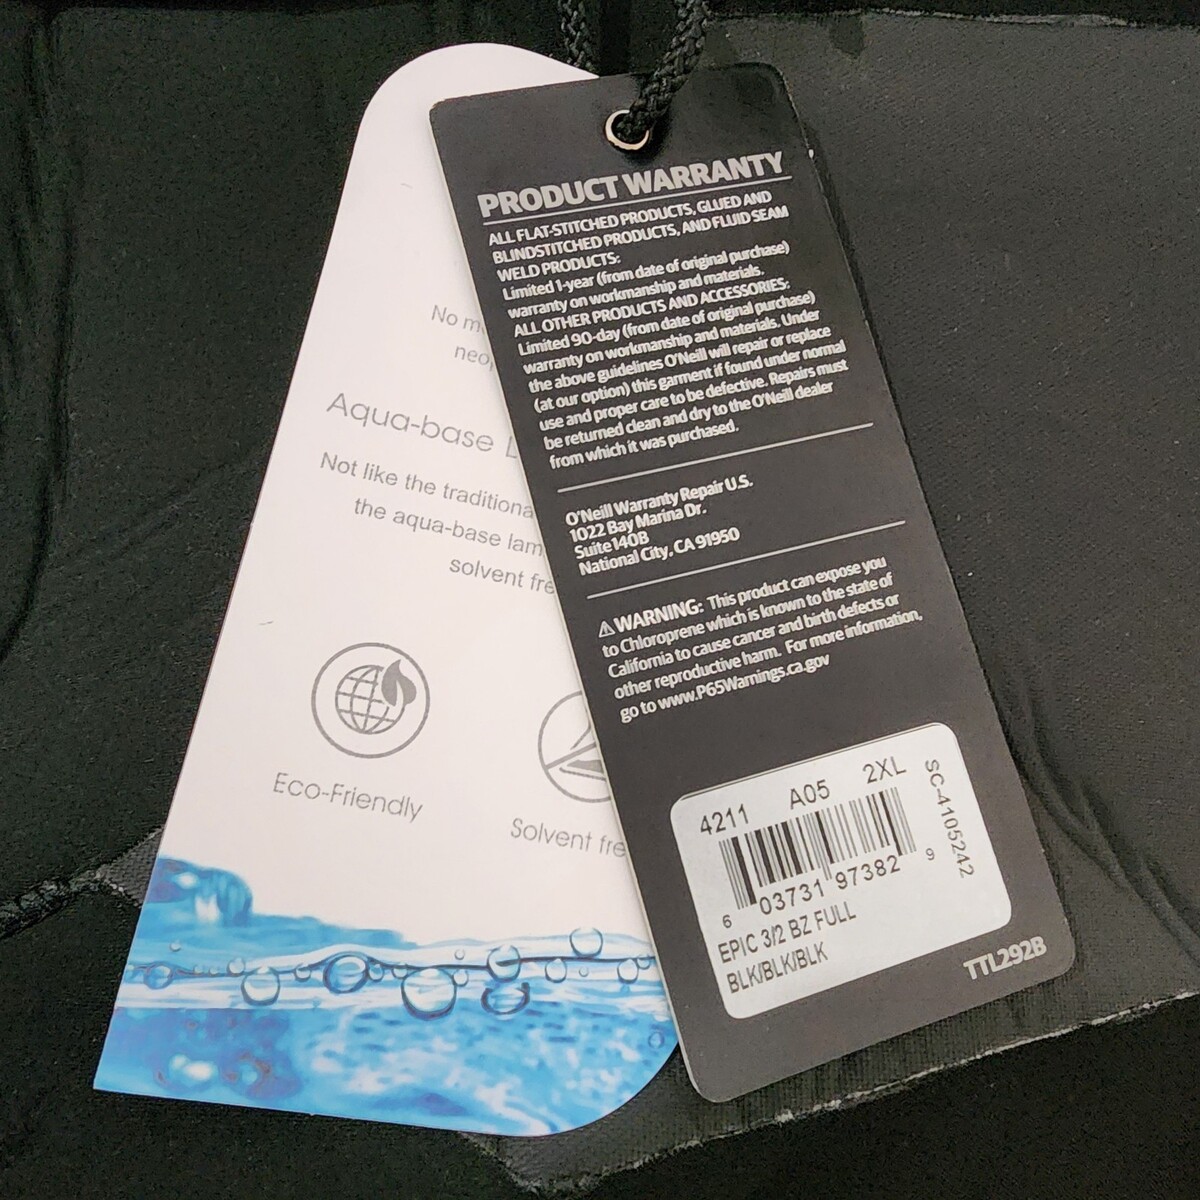 PRODUCT WARRANTY
ALL FLAT-STITCHED PRODUCTS, GLUED AND
BLINDSTITCHED PRODUCTS, AND FLUID SEAM
WELD PRODUCTS:
Limited 1-year (from date of original purchase)
warranty on workmanship and materials.
ALL OTHER PRODUCTS AND ACCESSORIES:
Limited 90-day (from date of original purchase)
warranty on workmanship and materials. Under
the above guidelines O'Neill will repair or replace
(at our option) this garment if found under normal
use and proper care to be defective. Repairs must
be returned clean and dry to the O'Neill dealer
from which it was purchased.
O'Neill Warranty Repair U.S.
1022 Bay Marina Dr.
Suite 140B
National City, CA 91950
⚠WARNING: This product can expose you
to Chloroprene which is known to the state of
California to cause cancer and birth defects or
other reproductive harm. For more information,
go to www.P65Warnings.ca.gov
4211 A05 2XL
SC-4105242
6 03731 97382 9
EPIC 3/2 BZ FULL
BLK/BLK/BLK
TTL292B
No
Aqua-base
Not like the
the aqua-base
solvent
Eco-Friendly
Solvent